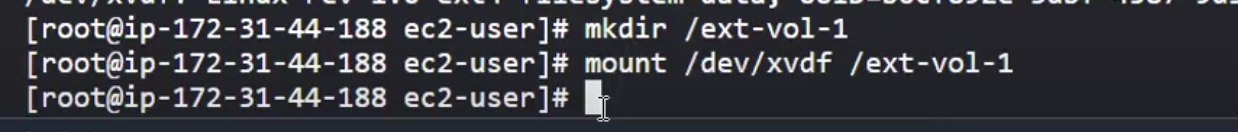 [root@ip-172-31-44-188 ec2-user]# mkdir /ext-vol-1
[root@ip-172-31-44-188 ec2-user]# mount /dev/xvdf /ext-vol-1
[root@ip-172-31-44-188 ec2-user]#